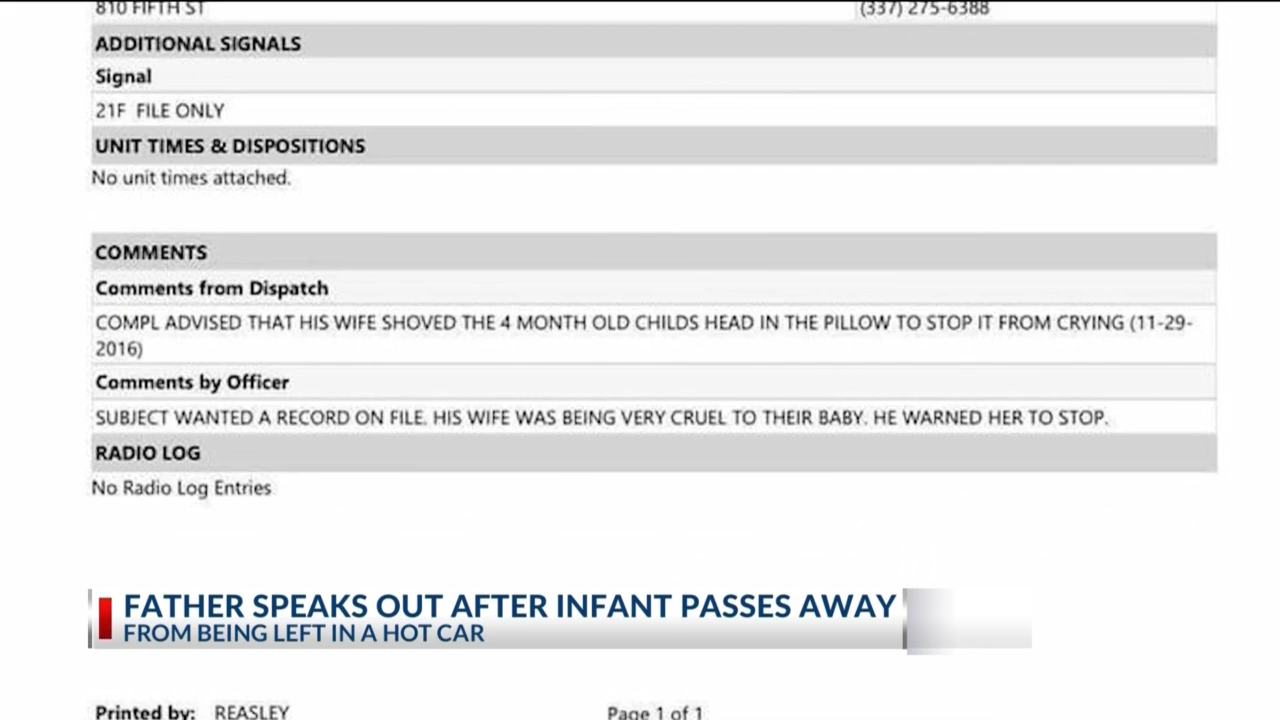 810 FIFTH ST (337) 275-6388
ADDITIONAL SIGNALS
Signal
21F FILE ONLY
UNIT TIMES & DISPOSITIONS
No unit times attached.
COMMENTS
Comments from Dispatch
COMPL ADVISED THAT HIS WIFE SHOVED THE 4 MONTH OLD CHILDS HEAD IN THE PILLOW TO STOP IT FROM CRYING (11-29-
2016)
Comments by Officer
SUBJECT WANTED A RECORD ON FILE. HIS WIFE WAS BEING VERY CRUEL TO THEIR BABY. HE WARNED HER TO STOP.
RADIO LOG
No Radio Log Entries
FATHER SPEAKS OUT AFTER INFANT PASSES AWAY
FROM BEING LEFT IN A HOT CAR
Printed by: REASLEY Page 1 of 1